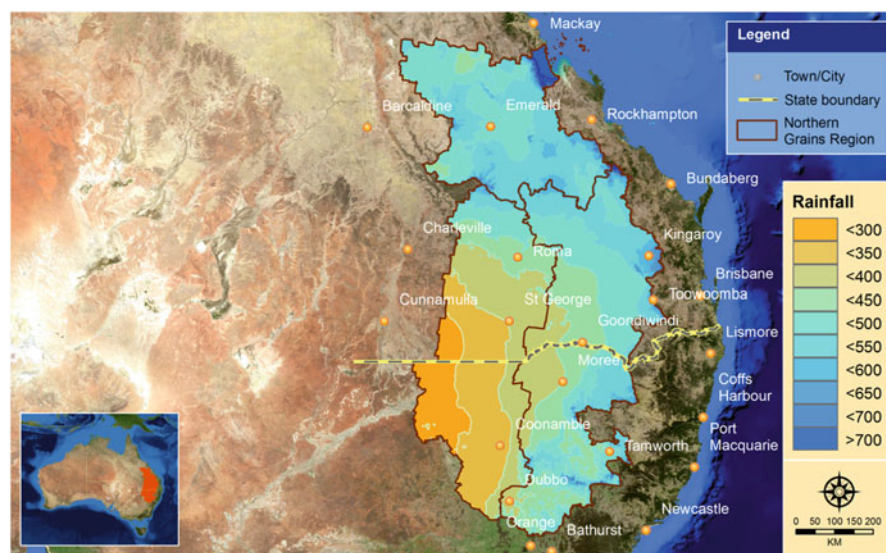 Mackay
Legend
Town/City
State boundary
Northern
Grains Region
Barcaldine
Emerald
Rockhampton
Bundaberg
Rainfall
<300
<350
<400
<450
<500
<550
<600
<650
<700
>700
Charleville
Roma
Kingaroy
Brisbane
Cunnamulla
St George
Toowoomba
Goondiwindi
Lismore
Moree
Coffs
Harbour
Coonamble
Port
Macquarie
Tamworth
Dubbo
Newcastle
Orange
Bathurst
0 50 100 150 200
KM